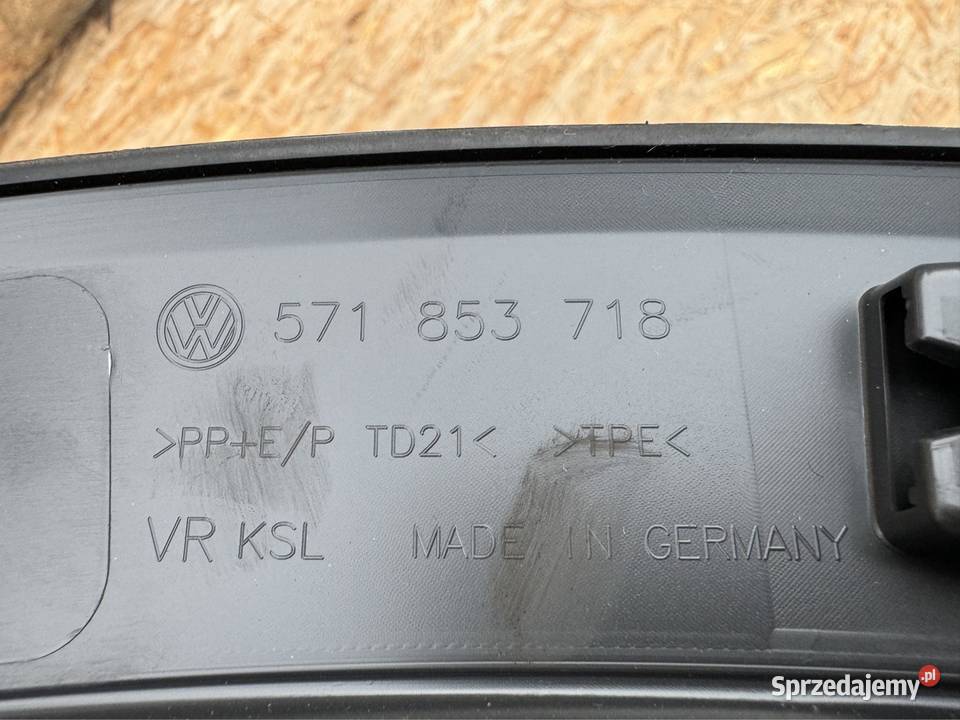 571 853 718
>PP+E/P TD21< >TPE<
VR KSL MADE IN GERMANY
Sprzedajemy.pl